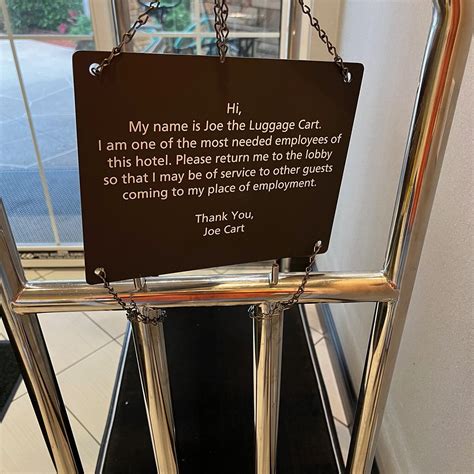 Hi,
My name is Joe the Luggage Cart.
I am one of the most needed employees of
this hotel. Please return me to the lobby
so that I may be of service to other guests
coming to my place of employment.
Thank You,
Joe Cart